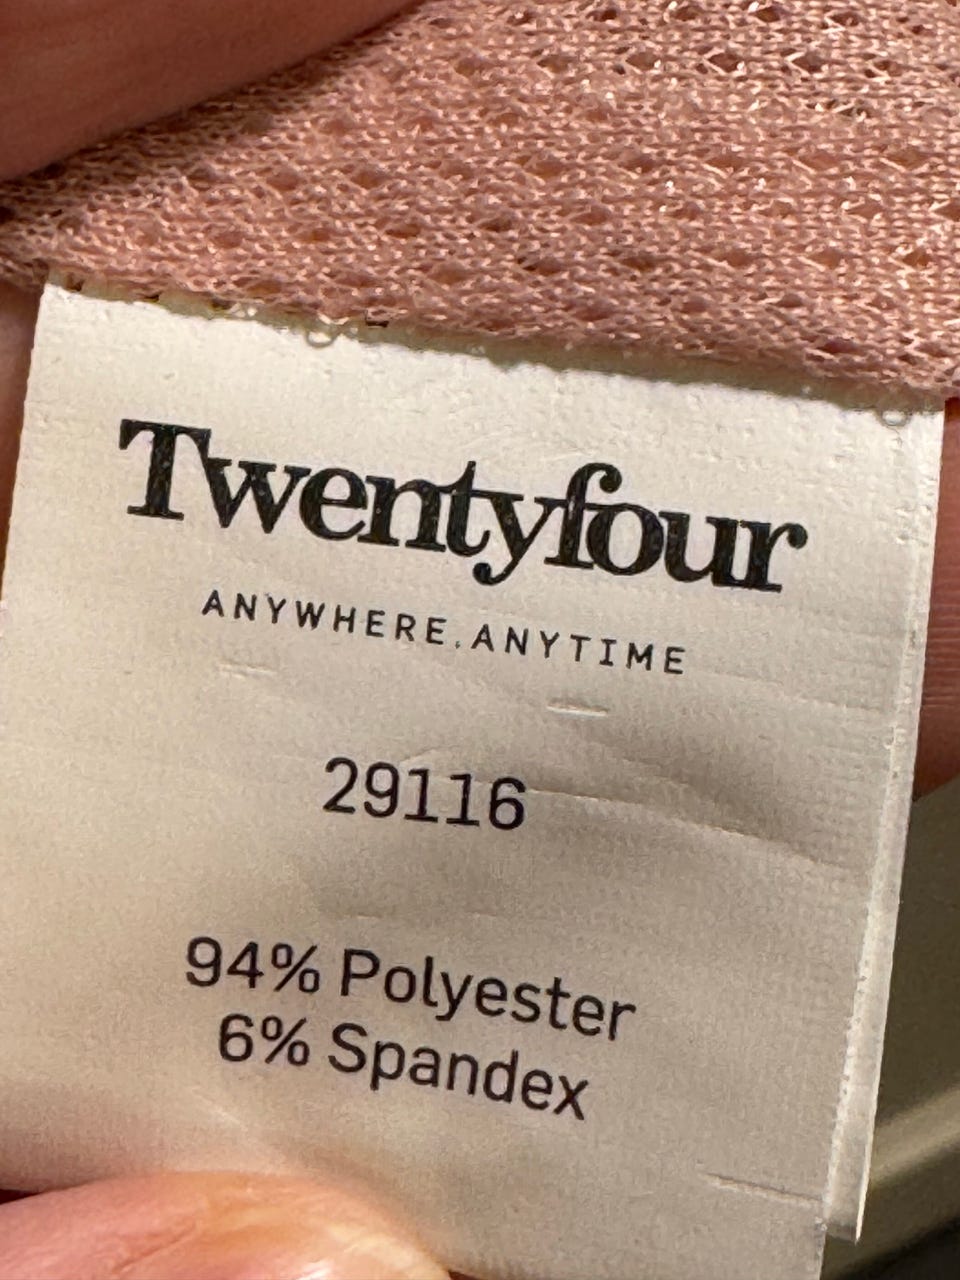 Twentyfour
ANYWHERE.ANYTIME
29116
94% Polyester
6% Spandex